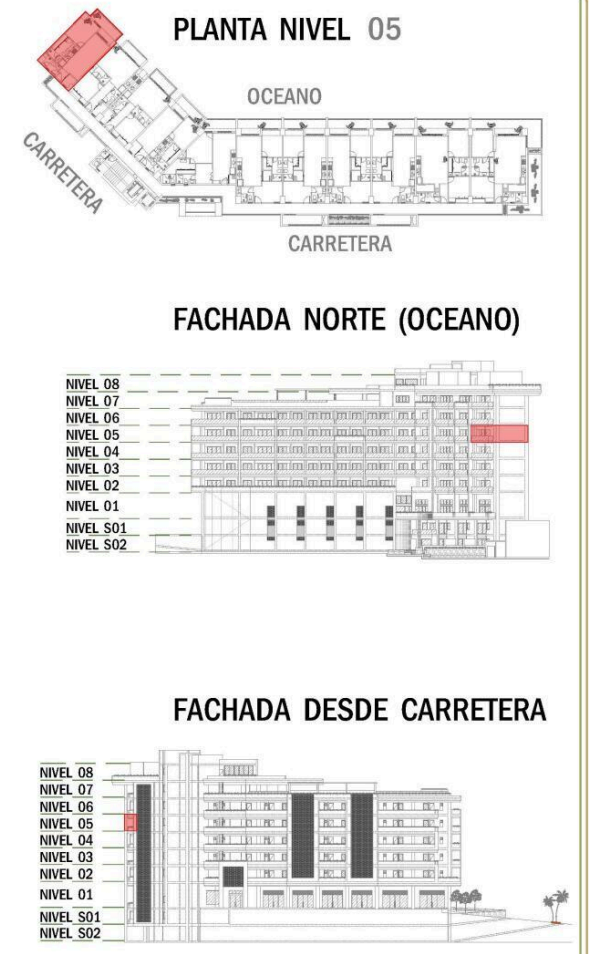 PLANTA NIVEL 05
OCEANO
CARRETERA
CARRETERA
FACHADA NORTE (OCEANO)
NIVEL 08
NIVEL 07
NIVEL 06
NIVEL 05
NIVEL 04
NIVEL 03
NIVEL 02
NIVEL 01
NIVEL S01
NIVEL S02
FACHADA DESDE CARRETERA
NIVEL 08
NIVEL 07
NIVEL 06
NIVEL 05
NIVEL 04
NIVEL 03
NIVEL 02
NIVEL 01
NIVEL S01
NIVEL S02